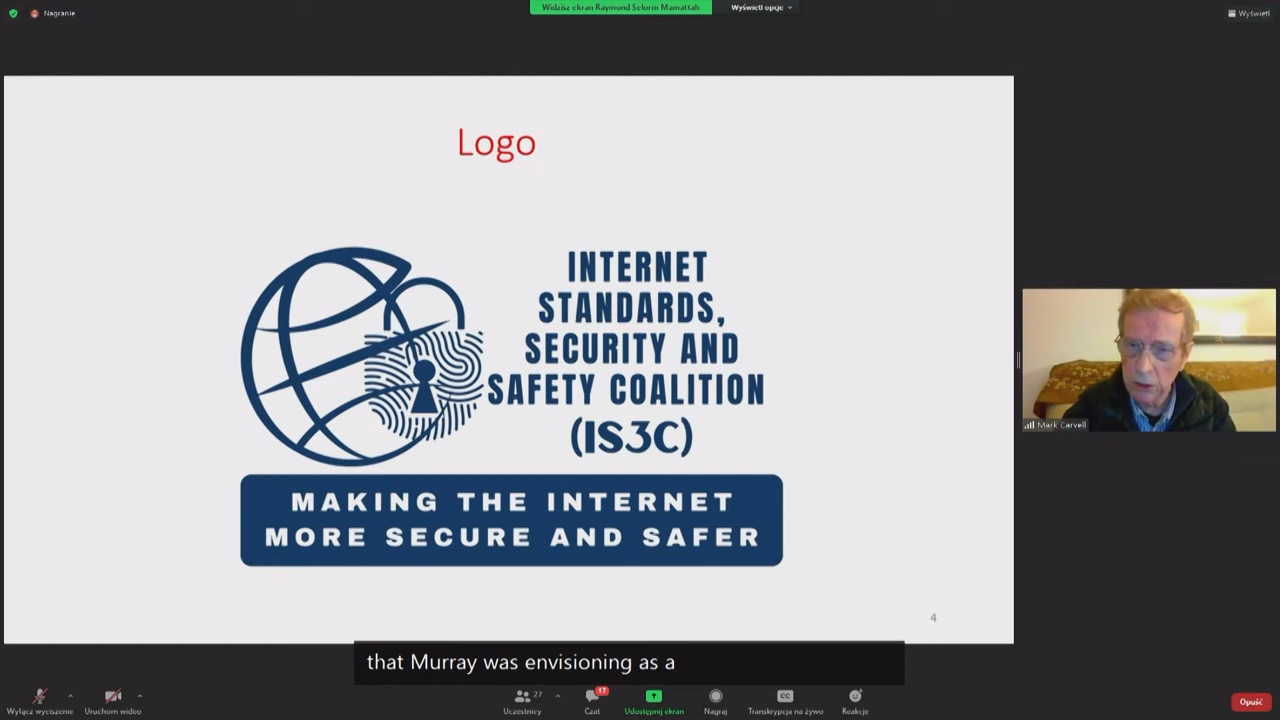 Nagranie
Widzisz ekran Raymond Selorm Mamattah
Wyświetl opcje
Wyświetl
Logo
INTERNET
STANDARDS,
SECURITY AND
SAFETY COALITION
(IS3C)
MAKING THE INTERNET
MORE SECURE AND SAFER
4
Mark Carvell
that Murray was envisioning as a
Wyłącz wyciszenie
Uruchom wideo
27
Uczestnicy
17
Czat
Udostępnij ekran
Nagraj
CC
Transkrypcja na żywo
Reakcje
Opuść